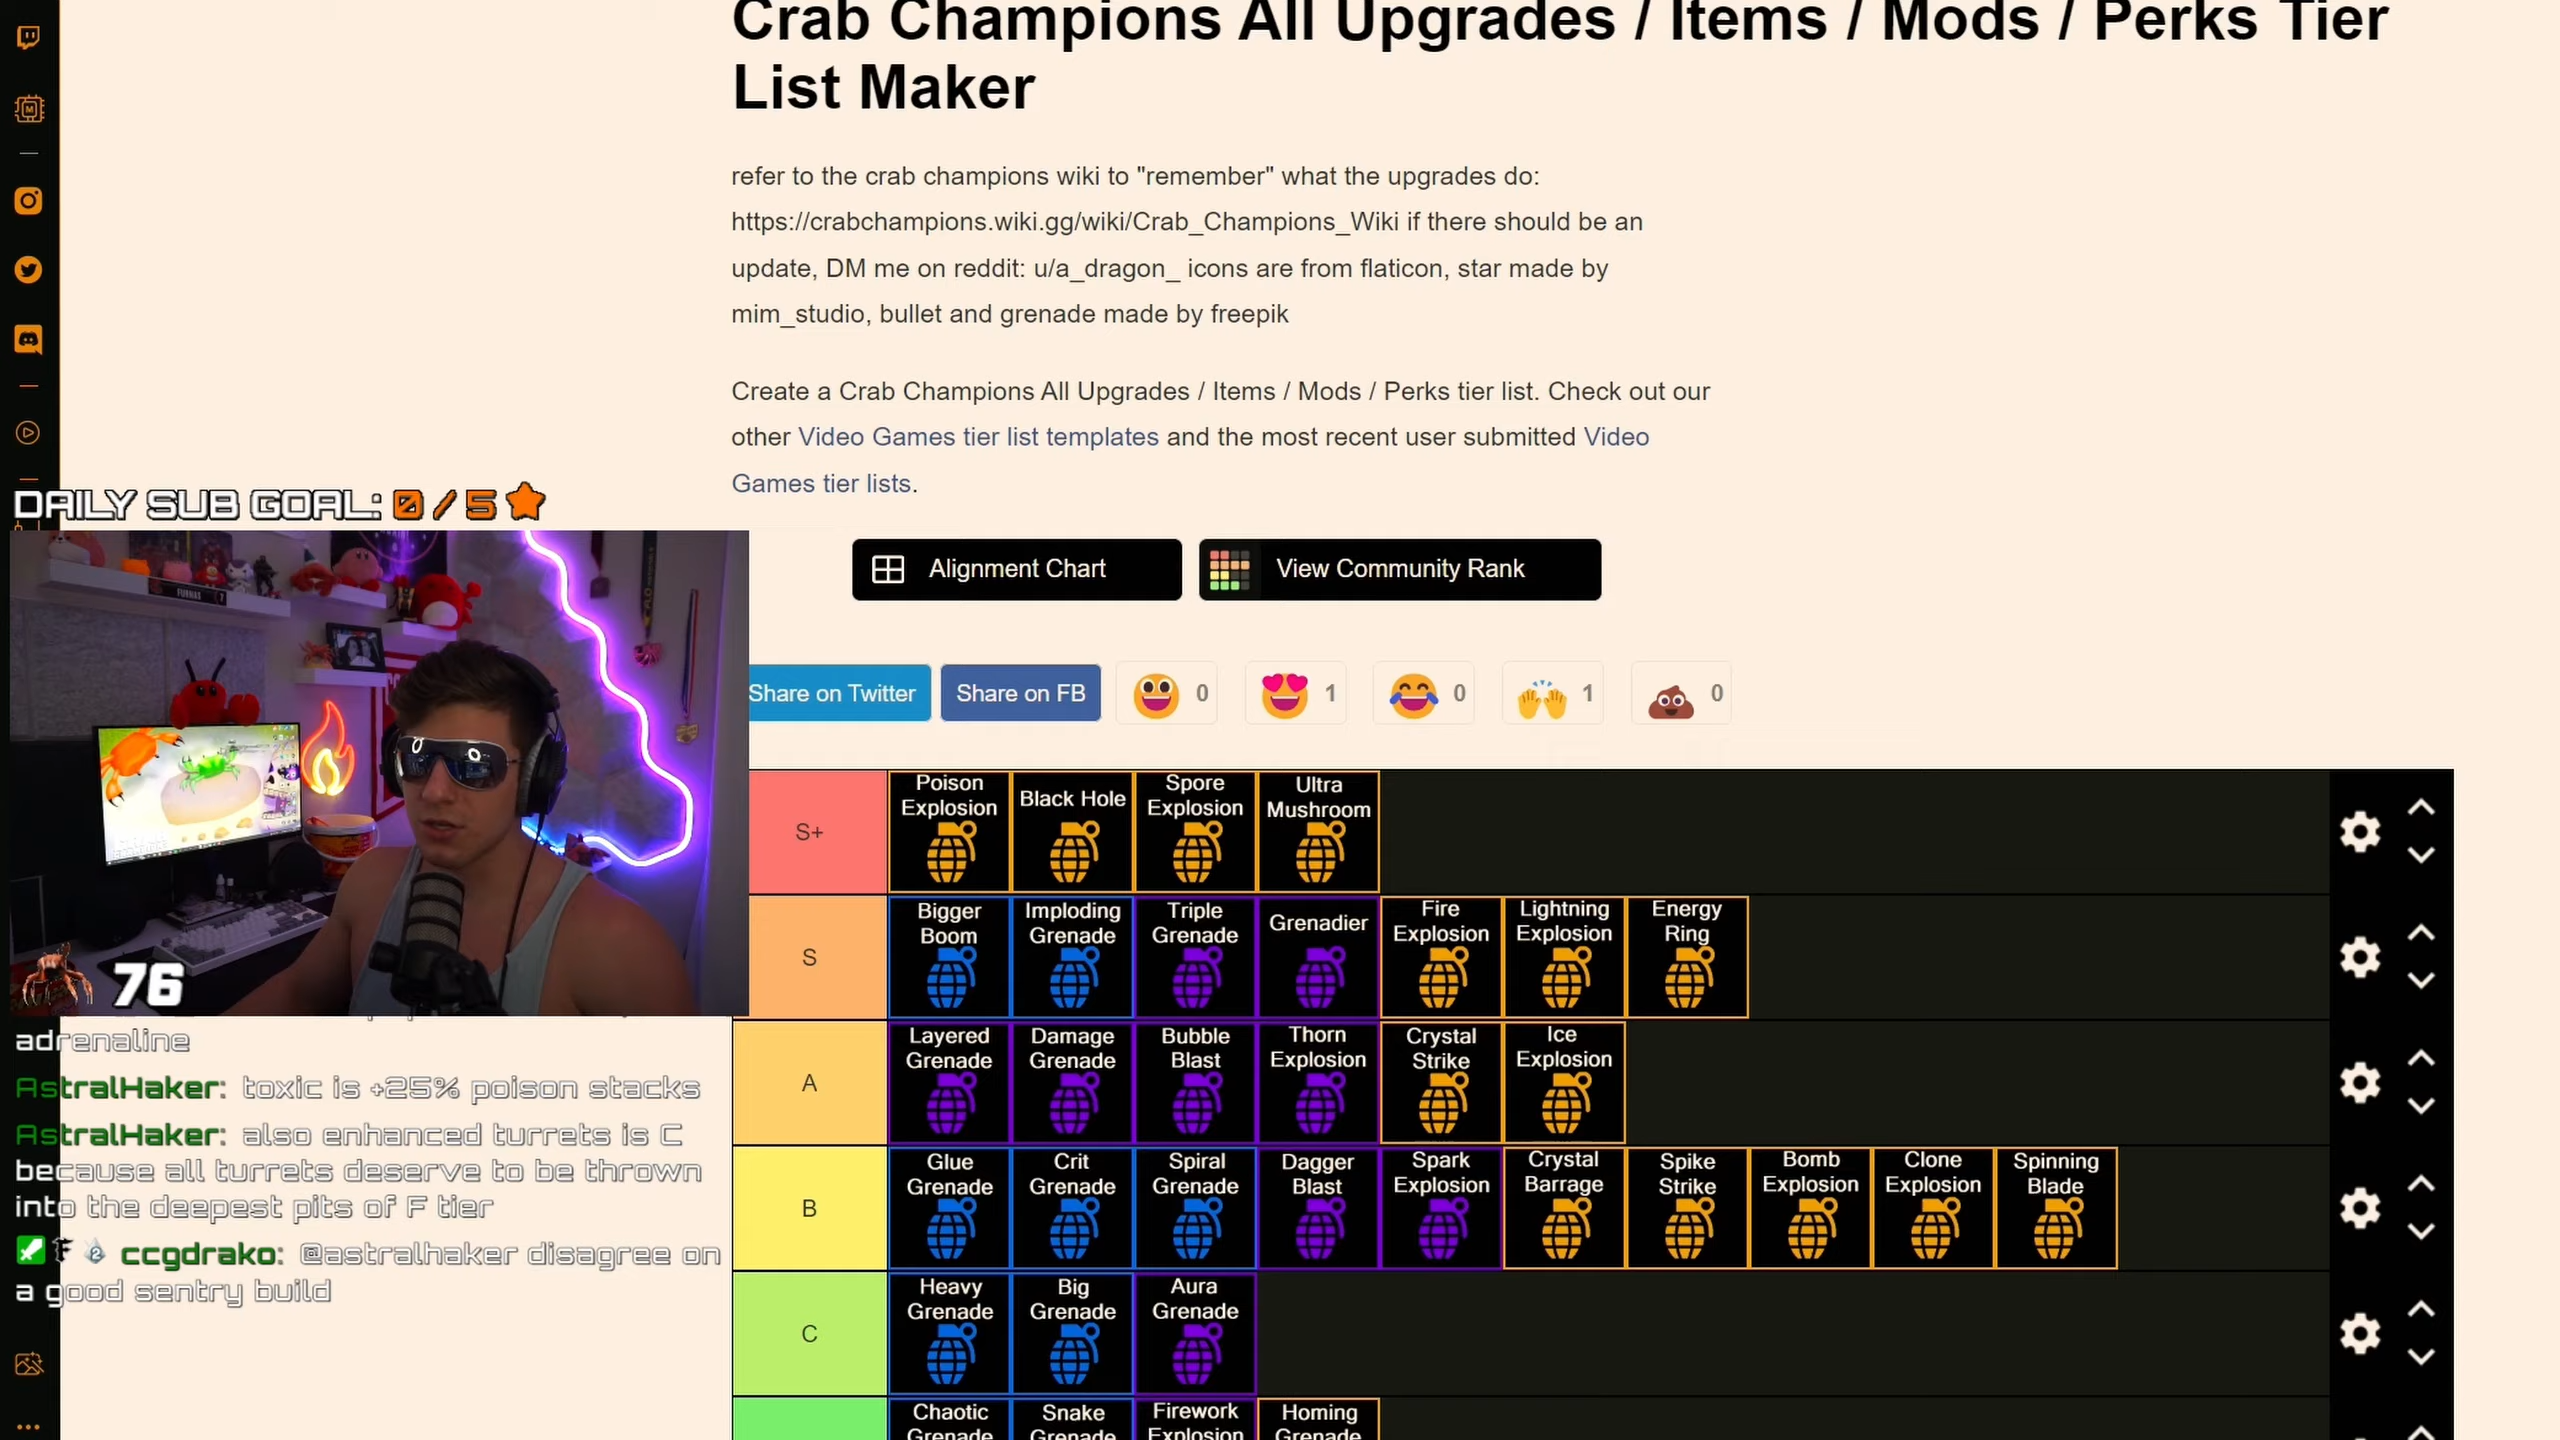 Crab Champions All Upgrades / Items / Mods / Perks Tier
List Maker
refer to the crab champions wiki to "remember" what the upgrades do:
https://crabchampions.wiki.gg/wiki/Crab_Champions_Wiki if there should be an
update, DM me on reddit: u/a_dragon_ icons are from flaticon, star made by
mim_studio, bullet and grenade made by freepik
Create a Crab Champions All Upgrades / Items / Mods / Perks tier list. Check out our
other Video Games tier list templates and the most recent user submitted Video
Games tier lists.
Alignment Chart
View Community Rank
Share on Twitter
Share on FB
0
1
0
1
0
DAILY SUB GOAL: 0 / 5
76
adrenaline
AstralHaker: toxic is +25% poison stacks
AstralHaker: also enhanced turrets is C
because all turrets deserve to be thrown
into the deepest pits of F tier
ccgdrako: @astralhaker disagree on
a good sentry build
S+
Poison
Explosion
Black Hole
Spore
Explosion
Ultra
Mushroom
S
Bigger
Boom
Imploding
Grenade
Triple
Grenade
Grenadier
Fire
Explosion
Lightning
Explosion
Energy
Ring
A
Layered
Grenade
Damage
Grenade
Bubble
Blast
Thorn
Explosion
Crystal
Strike
Ice
Explosion
B
Glue
Grenade
Crit
Grenade
Spiral
Grenade
Dagger
Blast
Spark
Explosion
Crystal
Barrage
Spike
Strike
Bomb
Explosion
Clone
Explosion
Spinning
Blade
C
Heavy
Grenade
Big
Grenade
Aura
Grenade
Chaotic
Grenade
Snake
Grenade
Firework
Explosion
Homing
Grenade